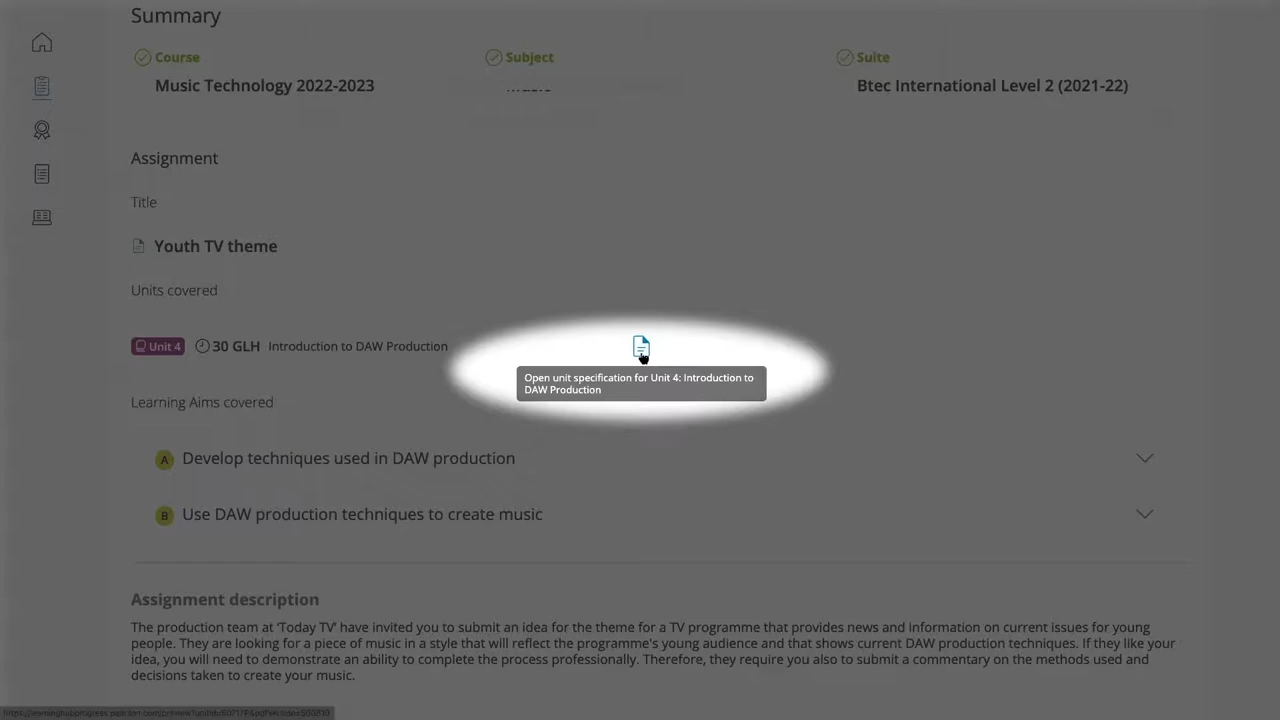 Summary
Course
Subject
Suite
Music Technology 2022-2023
Btec International Level 2 (2021-22)
Assignment
Title
Youth TV theme
Units covered
Unit 4
30 GLH
Introduction to DAW Production
Open unit specification for Unit 4: Introduction to
DAW Production
Learning Aims covered
A
Develop techniques used in DAW production
B
Use DAW production techniques to create music
Assignment description
The production team at 'Today TV' have invited you to submit an idea for the theme for a TV programme that provides news and information on current issues for young
people. They are looking for a piece of music in a style that will reflect the programme's young audience and that shows current DAW production techniques. If they like your
idea, you will need to demonstrate an ability to complete the process professionally. Therefore, they require you also to submit a commentary on the methods used and
decisions taken to create your music.